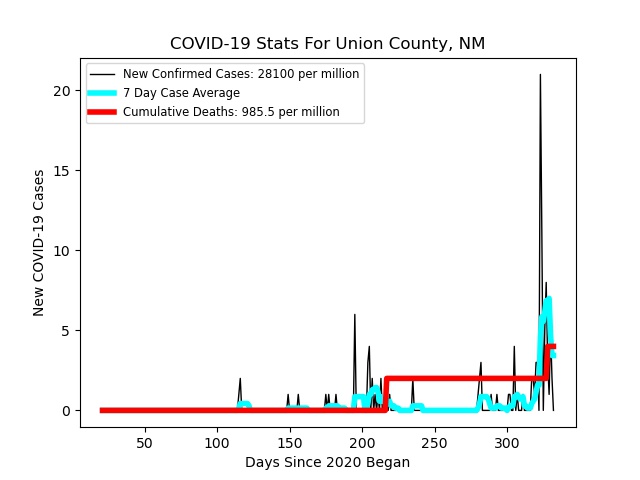 COVID-19 Stats For Union County, NM
New Confirmed Cases: 28100 per million
7 Day Case Average
Cumulative Deaths: 985.5 per million
New COVID-19 Cases
20
15
10
5
0
50
100
150
200
250
300
Days Since 2020 Began